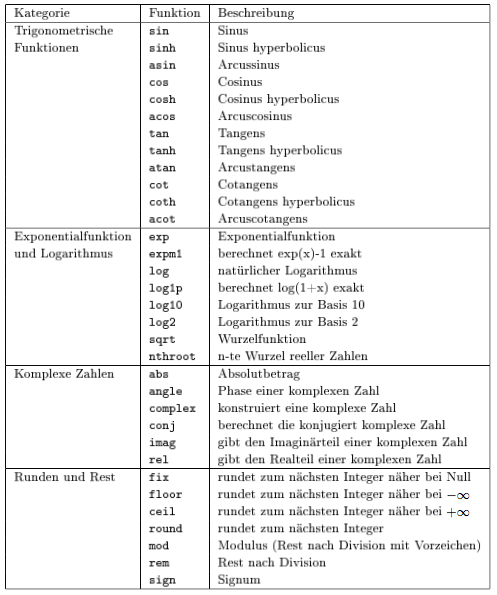 Kategorie Funktion Beschreibung
Trigonometrische sin Sinus
Funktionen sinh Sinus hyperbolicus
asin Arcussinus
cos Cosinus
cosh Cosinus hyperbolicus
acos Arcuscosinus
tan Tangens
tanh Tangens hyperbolicus
atan Arcustangens
cot Cotangens
coth Cotangens hyperbolicus
acot Arcuscotangens
Exponentialfunktion exp Exponentialfunktion
und Logarithmus expm1 berechnet exp(x)-1 exakt
log natürlicher Logarithmus
log1p berechnet log(1+x) exakt
log10 Logarithmus zur Basis 10
log2 Logarithmus zur Basis 2
sqrt Wurzelfunktion
nthroot n-te Wurzel reeller Zahlen
Komplexe Zahlen abs Absolutbetrag
angle Phase einer komplexen Zahl
complex konstruiert eine komplexe Zahl
conj berechnet die konjugiert komplexe Zahl
imag gibt den Imaginärteil einer komplexen Zahl
rel gibt den Realteil einer komplexen Zahl
Runden und Rest fix rundet zum nächsten Integer näher bei Null
floor rundet zum nächsten Integer näher bei −∞
ceil rundet zum nächsten Integer näher bei +∞
round rundet zum nächsten Integer
mod Modulus (Rest nach Division mit Vorzeichen)
rem Rest nach Division
sign Signum